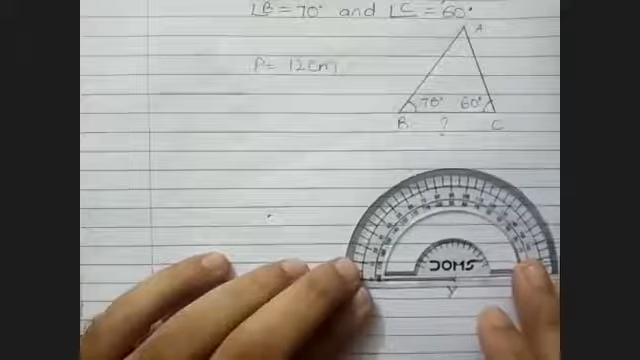 ∠B = 70° and ∠C = 60°
P = 12cm
A
70° 60°
B ? C
DOMS
Y